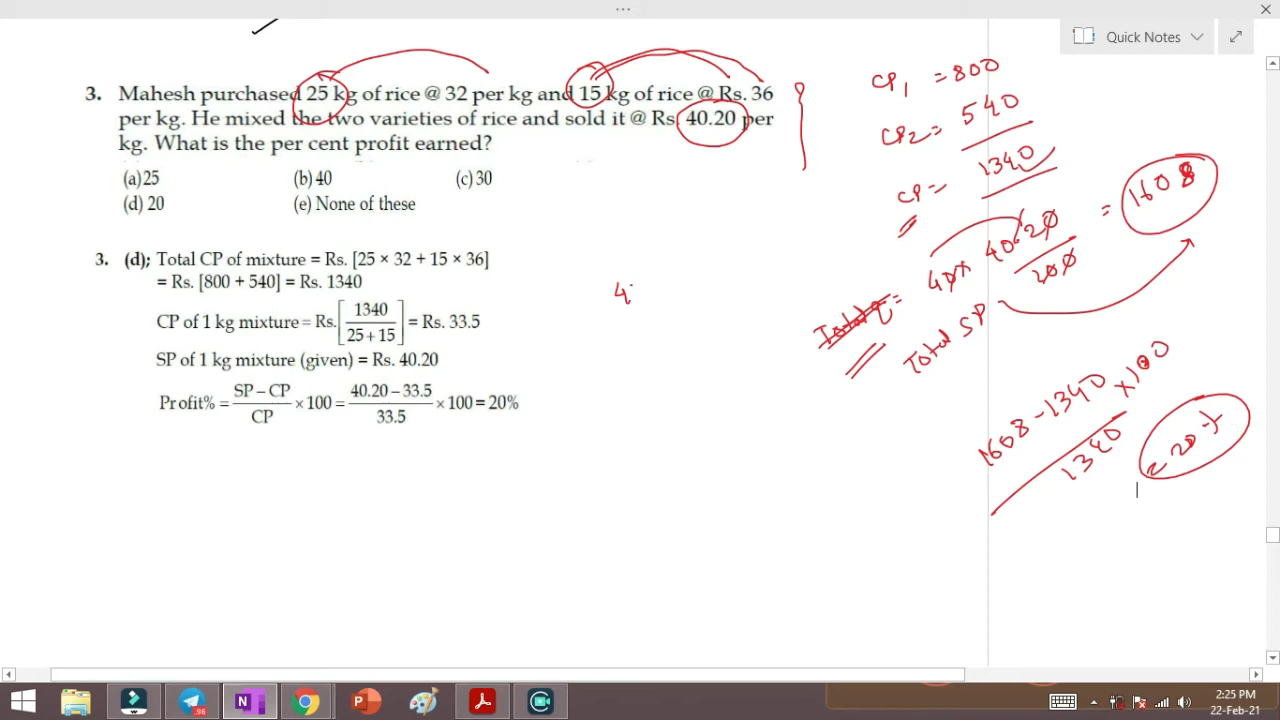 ...
Quick Notes
3. Mahesh purchased 25 kg of rice @ 32 per kg and 15 kg of rice @ Rs. 36
per kg. He mixed the two varieties of rice and sold it @ Rs. 40.20 per
kg. What is the per cent profit earned?
(a)25 (b) 40 (c) 30
(d) 20 (e) None of these
3. (d); Total CP of mixture = Rs. [25 × 32 + 15 × 36]
= Rs. [800 + 540] = Rs. 1340
CP of 1 kg mixture = Rs. [1340 / 25+15] = Rs. 33.5
SP of 1 kg mixture (given) = Rs. 40.20
Profit% = SP – CP / CP × 100 = 40.20 – 33.5 / 33.5 × 100 = 20%
4
CP1 = 800
CP2 = 540
CP = 1340
Total = 40 × 40.20 / 100 = 1608
Total SP
1608 - 1340 / 1340 × 100
= 20%
.96
2:25 PM
22-Feb-21